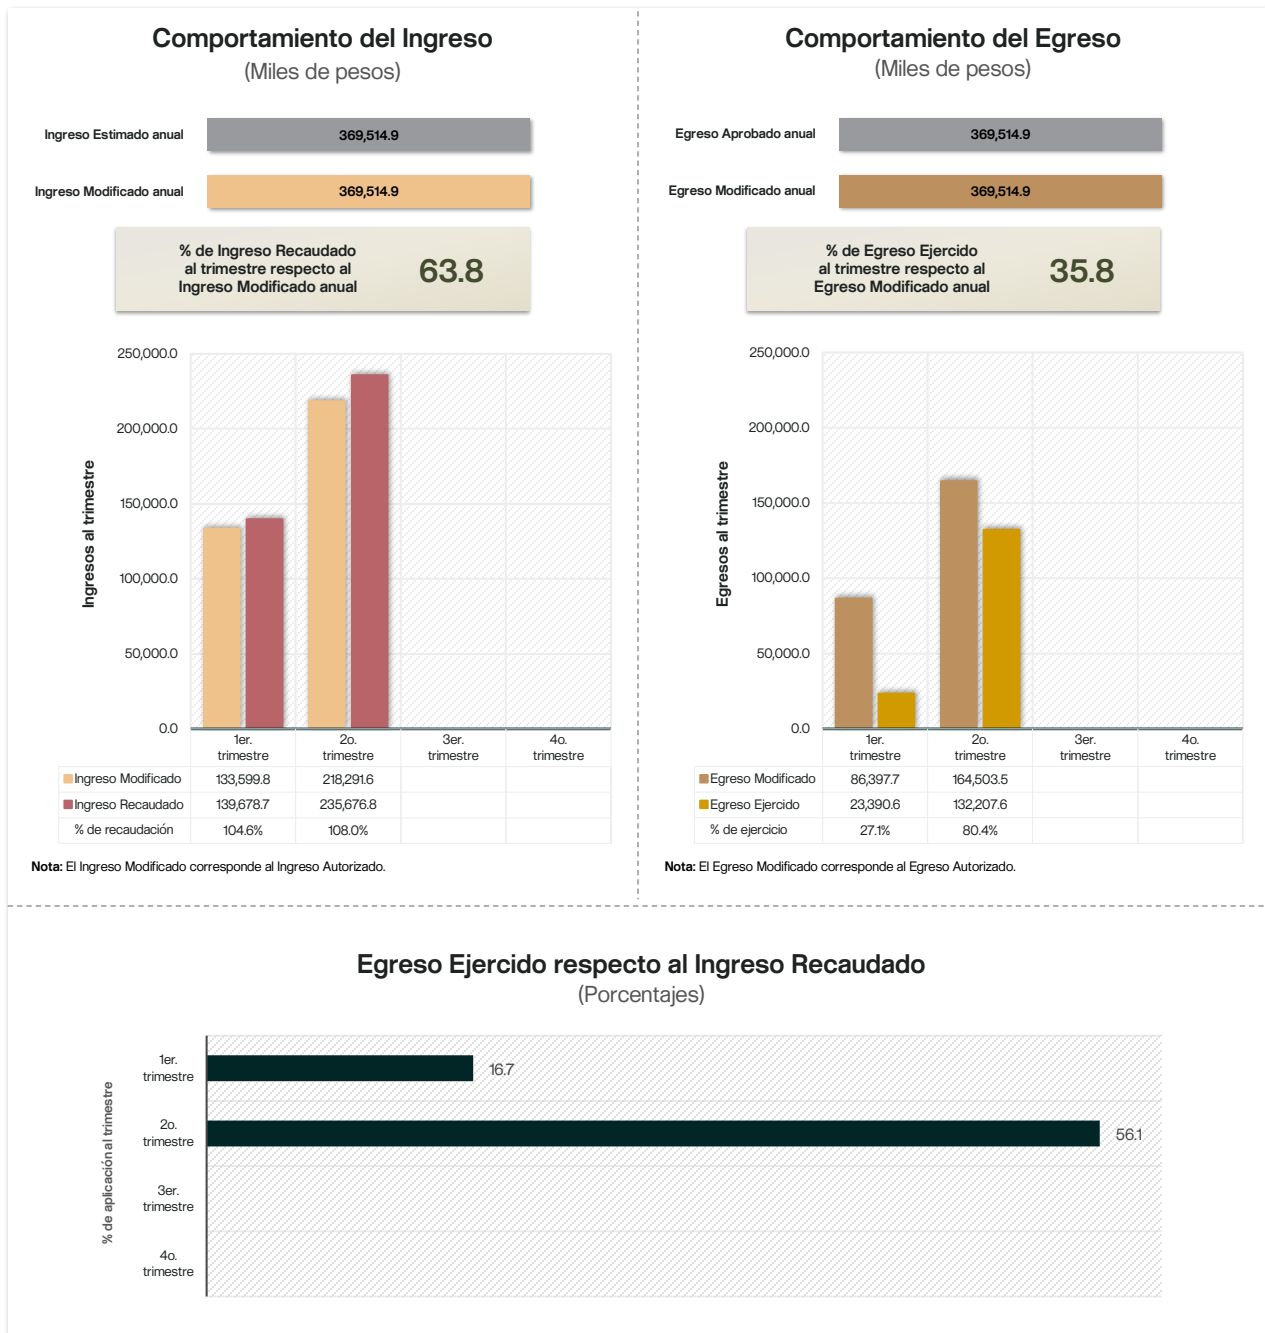 Comportamiento del Ingreso
(Miles de pesos)
Ingreso Estimado anual
369,514.9
Ingreso Modificado anual
369,514.9
% de Ingreso Recaudado
al trimestre respecto al
Ingreso Modificado anual
63.8
Ingresos al trimestre
250,000.0
200,000.0
150,000.0
100,000.0
50,000.0
0.0
1er.
trimestre
2o.
trimestre
3er.
trimestre
4o.
trimestre
Ingreso Modificado 133,599.8 218,291.6
Ingreso Recaudado 139,678.7 235,676.8
% de recaudación 104.6% 108.0%
Nota: El Ingreso Modificado corresponde al Ingreso Autorizado.
Comportamiento del Egreso
(Miles de pesos)
Egreso Aprobado anual
369,514.9
Egreso Modificado anual
369,514.9
% de Egreso Ejercido
al trimestre respecto al
Egreso Modificado anual
35.8
Egresos al trimestre
250,000.0
200,000.0
150,000.0
100,000.0
50,000.0
0.0
1er.
trimestre
2o.
trimestre
3er.
trimestre
4o.
trimestre
Egreso Modificado 86,397.7 164,503.5
Egreso Ejercido 23,390.6 132,207.6
% de ejercicio 27.1% 80.4%
Nota: El Egreso Modificado corresponde al Egreso Autorizado.
Egreso Ejercido respecto al Ingreso Recaudado
(Porcentajes)
% de aplicación al trimestre
1er.
trimestre
16.7
2o.
trimestre
56.1
3er.
trimestre
4o.
trimestre